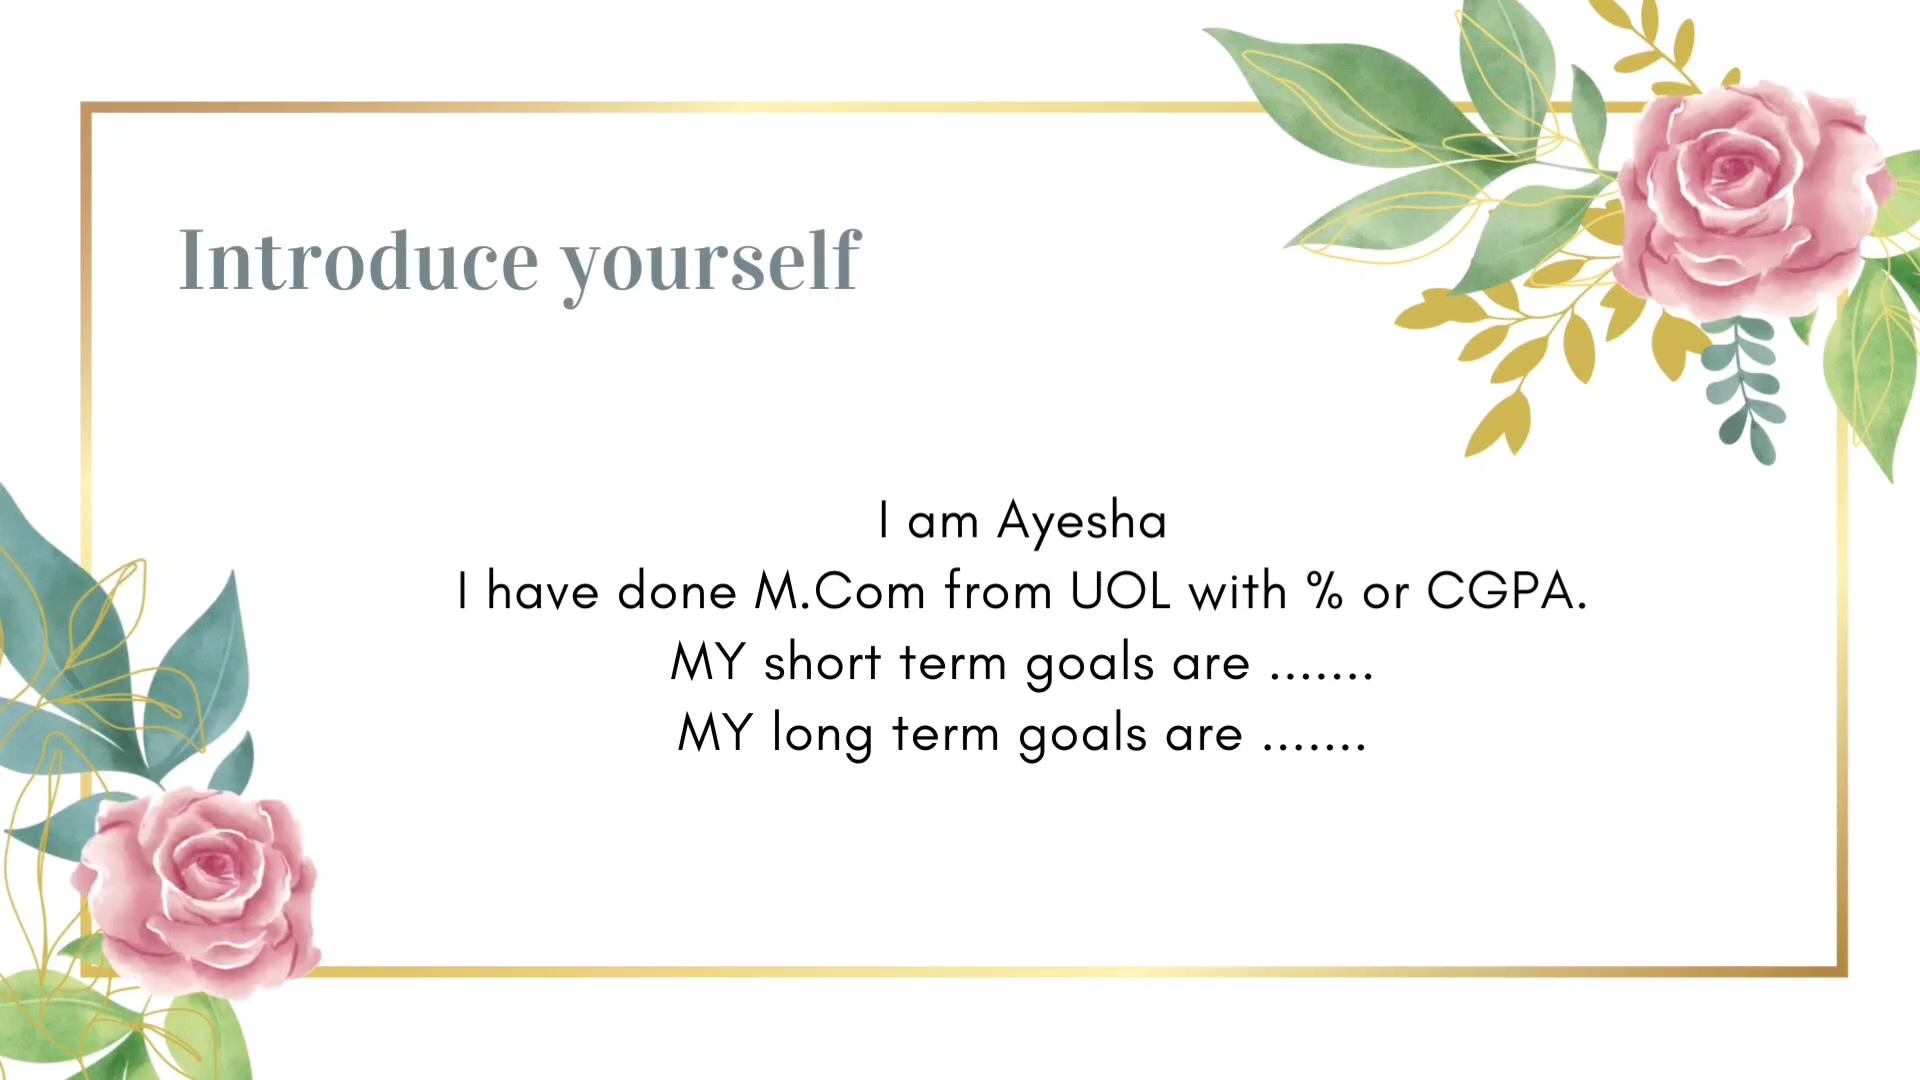 Introduce yourself
I am Ayesha
I have done M.Com from UOL with % or CGPA.
MY short term goals are .......
MY long term goals are .......